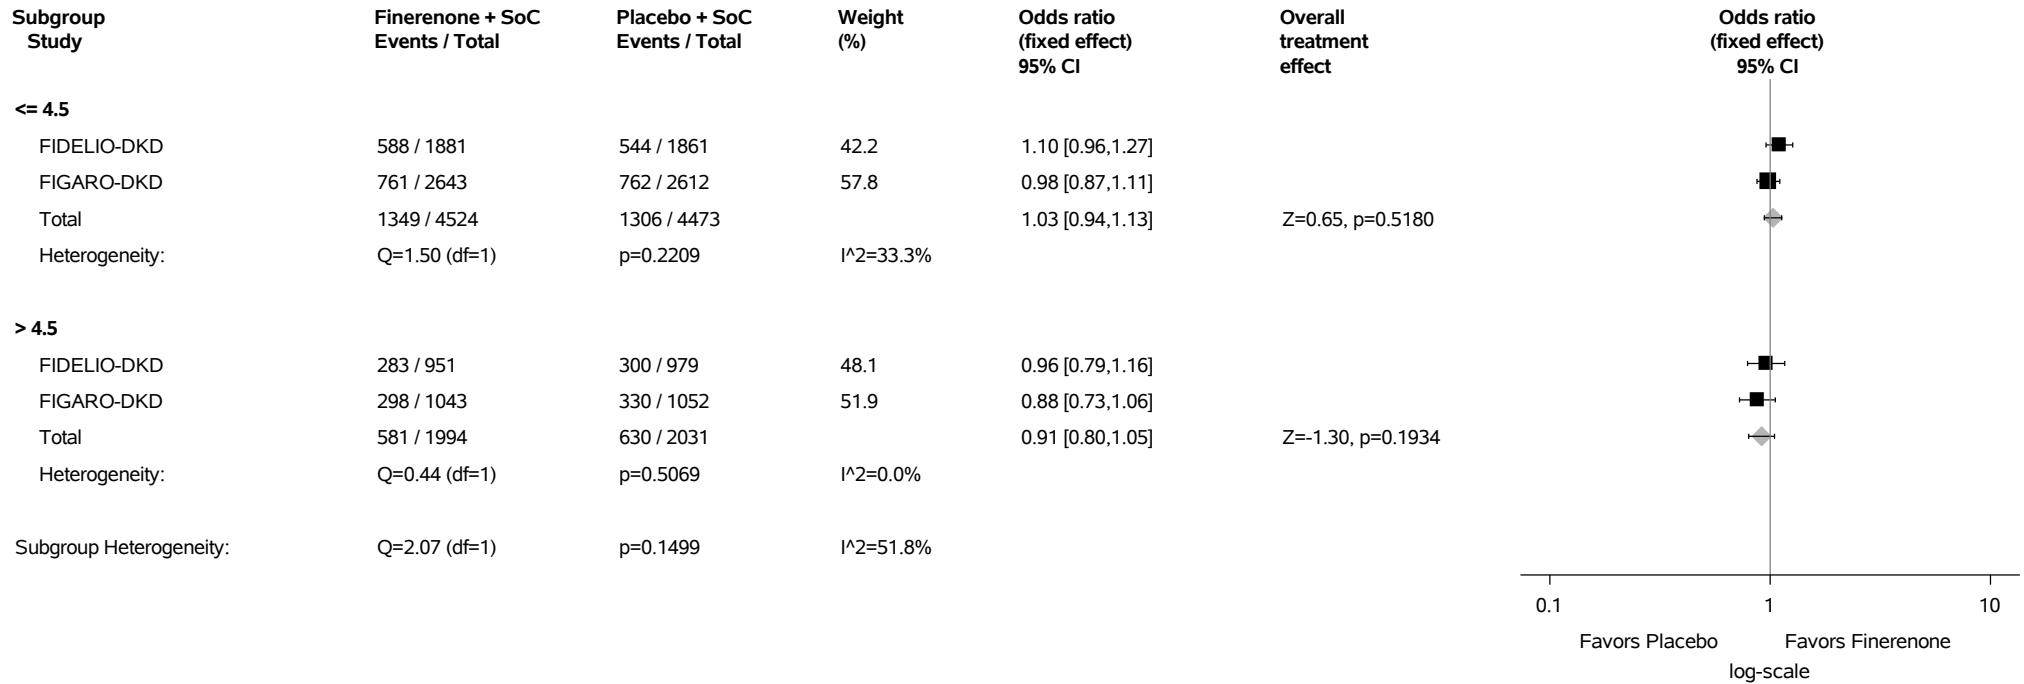 Subgroup Finerenone + SoC Placebo + SoC Weight Odds ratio Overall Odds ratio
Study Events / Total Events / Total (%) (fixed effect) treatment (fixed effect)
95% CI effect 95% CI
<= 4.5
FIDELIO-DKD 588 / 1881 544 / 1861 42.2 1.10 [0.96,1.27]
FIGARO-DKD 761 / 2643 762 / 2612 57.8 0.98 [0.87,1.11]
Total 1349 / 4524 1306 / 4473 1.03 [0.94,1.13] Z=0.65, p=0.5180
Heterogeneity: Q=1.50 (df=1) p=0.2209 I^2=33.3%
> 4.5
FIDELIO-DKD 283 / 951 300 / 979 48.1 0.96 [0.79,1.16]
FIGARO-DKD 298 / 1043 330 / 1052 51.9 0.88 [0.73,1.06]
Total 581 / 1994 630 / 2031 0.91 [0.80,1.05] Z=-1.30, p=0.1934
Heterogeneity: Q=0.44 (df=1) p=0.5069 I^2=0.0%
Subgroup Heterogeneity: Q=2.07 (df=1) p=0.1499 I^2=51.8%
0.1 1 10
Favors Placebo Favors Finerenone
log-scale